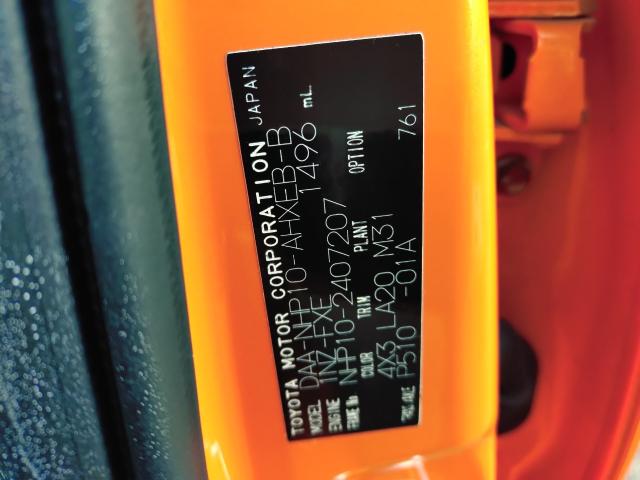 TOYOTA MOTOR CORPORATION JAPAN
MODEL DAA-NHP10-AHXEB-B
ENGINE 1NZ-FXE 1496 mL
FRAME No NHP10-2407207
COLOR TRIM PLANT OPTION
4X3 LA20 M31
TRNS./AXLE P510 -01A 761